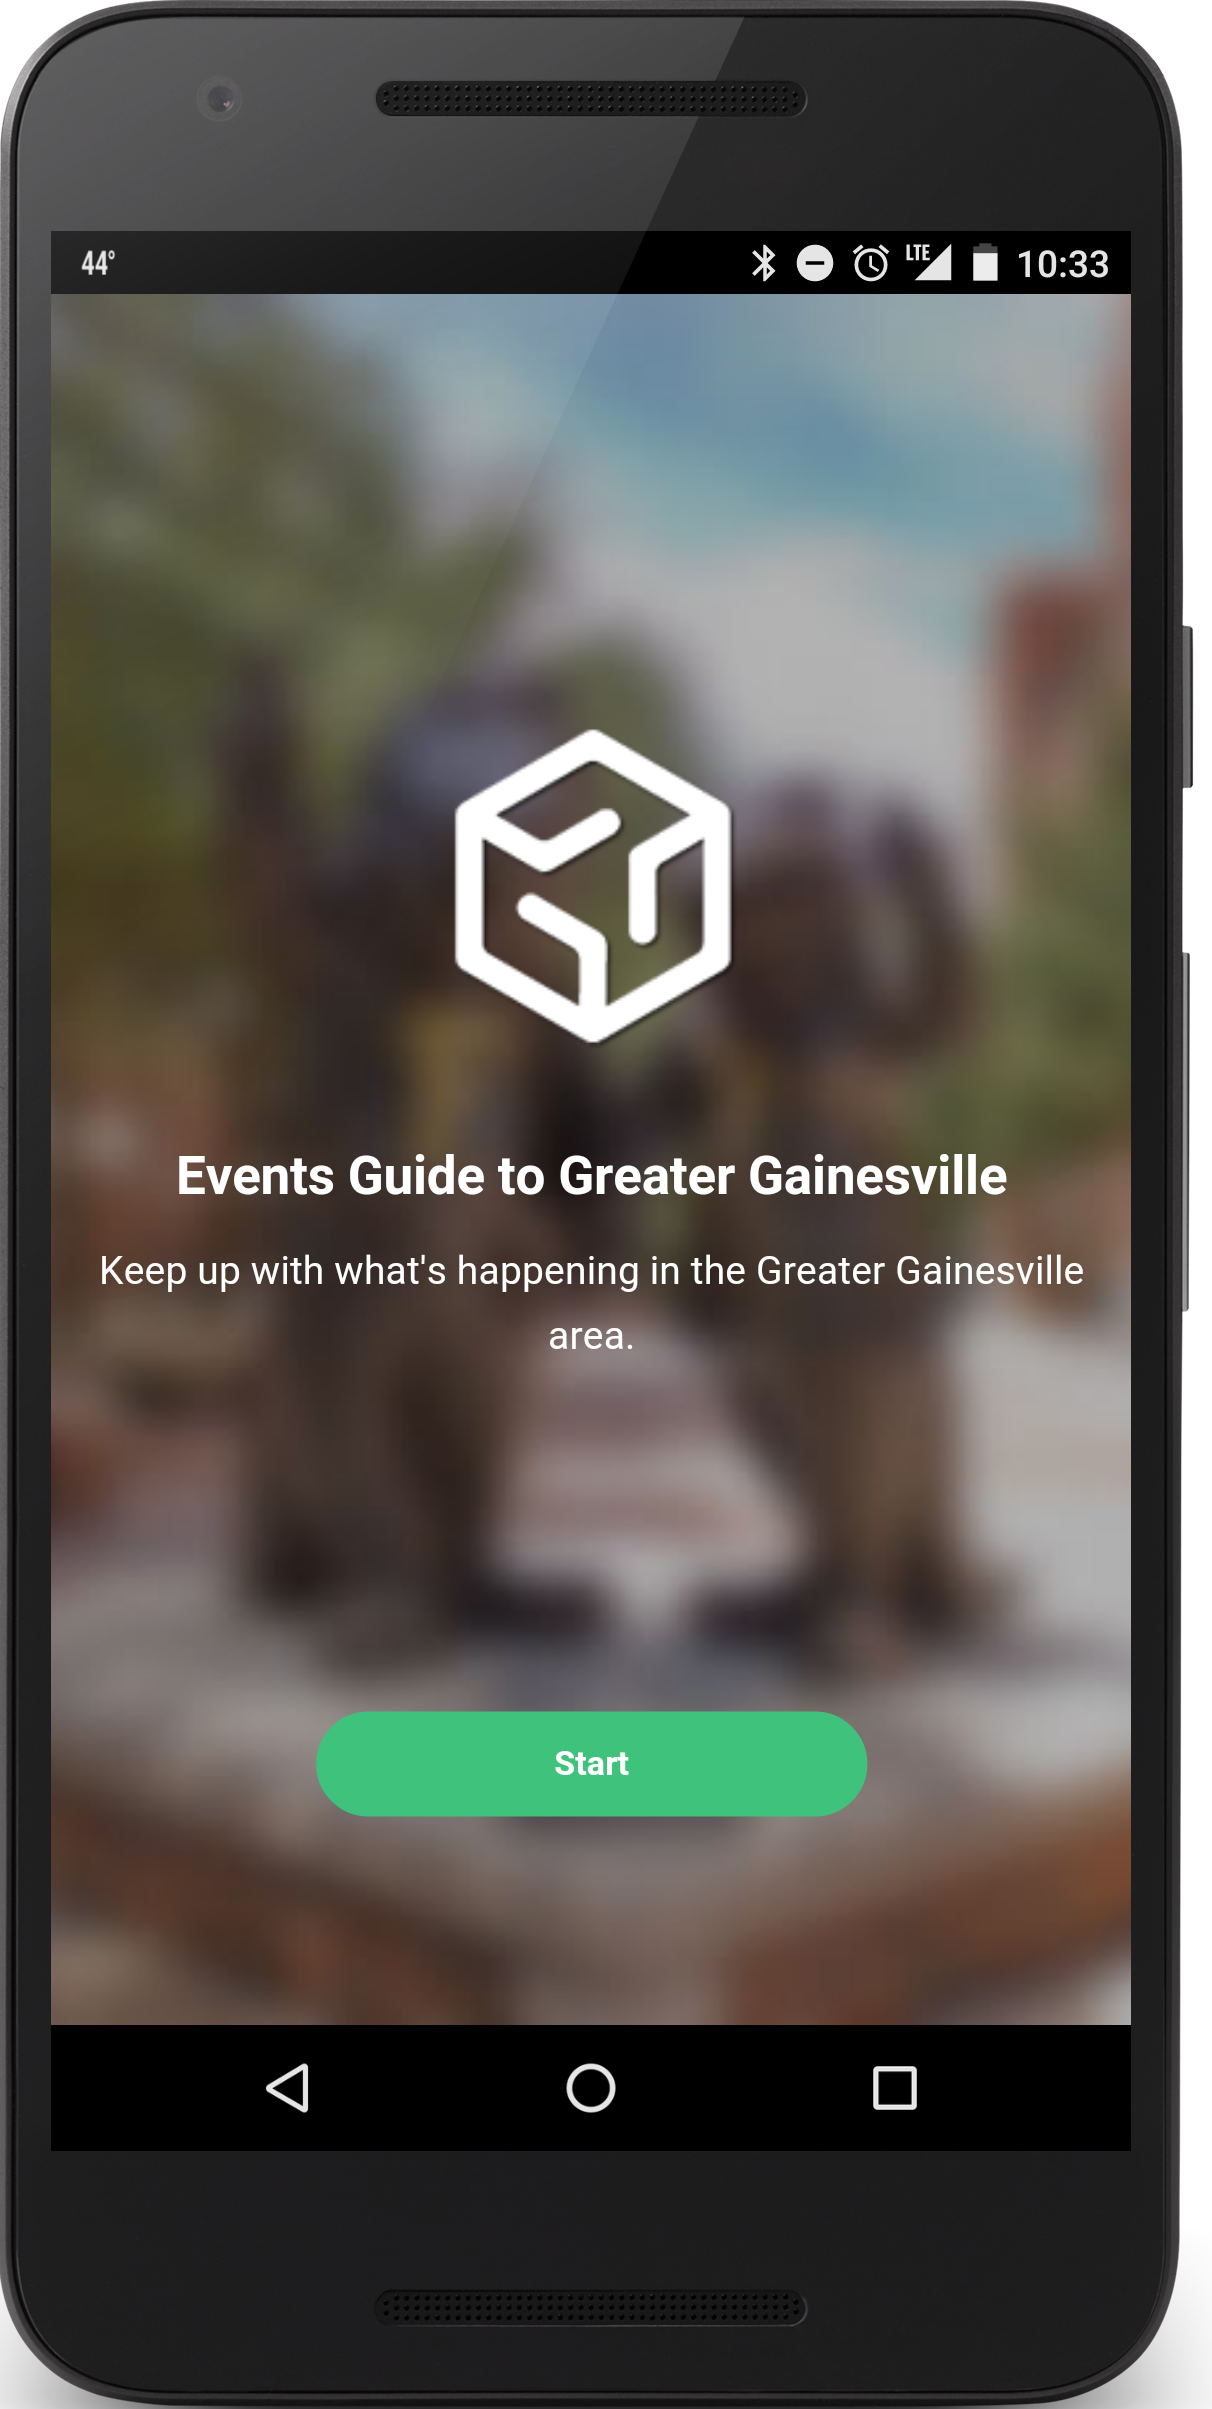 44°
LTE 10:33
Events Guide to Greater Gainesville
Keep up with what's happening in the Greater Gainesville
area.
Start